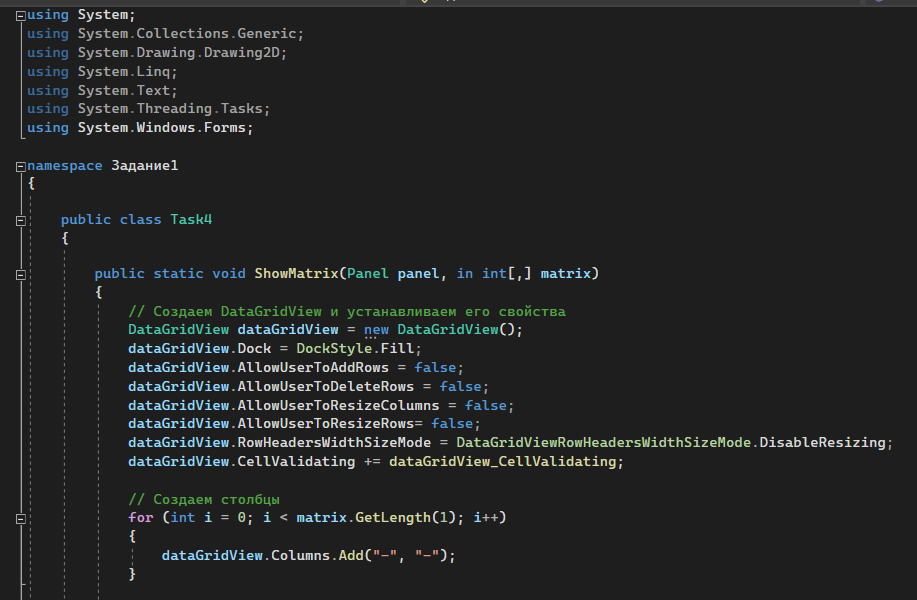 using System;
using System.Collections.Generic;
using System.Drawing.Drawing2D;
using System.Linq;
using System.Text;
using System.Threading.Tasks;
using System.Windows.Forms;
namespace Задание1
{
public class Task4
{
public static void ShowMatrix(Panel panel, in int[,] matrix)
{
// Создаем DataGridView и устанавливаем его свойства
DataGridView dataGridView = new DataGridView();
dataGridView.Dock = DockStyle.Fill;
dataGridView.AllowUserToAddRows = false;
dataGridView.AllowUserToDeleteRows = false;
dataGridView.AllowUserToResizeColumns = false;
dataGridView.AllowUserToResizeRows= false;
dataGridView.RowHeadersWidthSizeMode = DataGridViewRowHeadersWidthSizeMode.DisableResizing;
dataGridView.CellValidating += dataGridView_CellValidating;
// Создаем столбцы
for (int i = 0; i < matrix.GetLength(1); i++)
{
dataGridView.Columns.Add("-", "-");
}